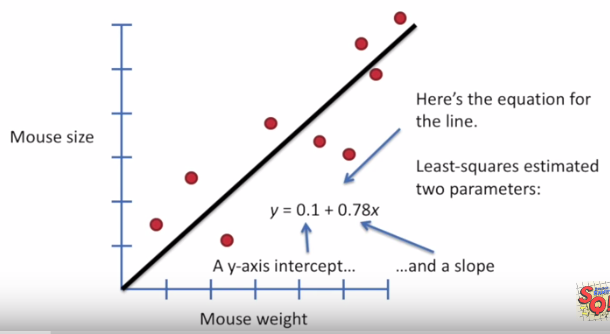 Here's the equation for
the line.
Mouse size
Least-squares estimated
two parameters:
y = 0.1 + 0.78x
A y-axis intercept...
...and a slope
Mouse weight